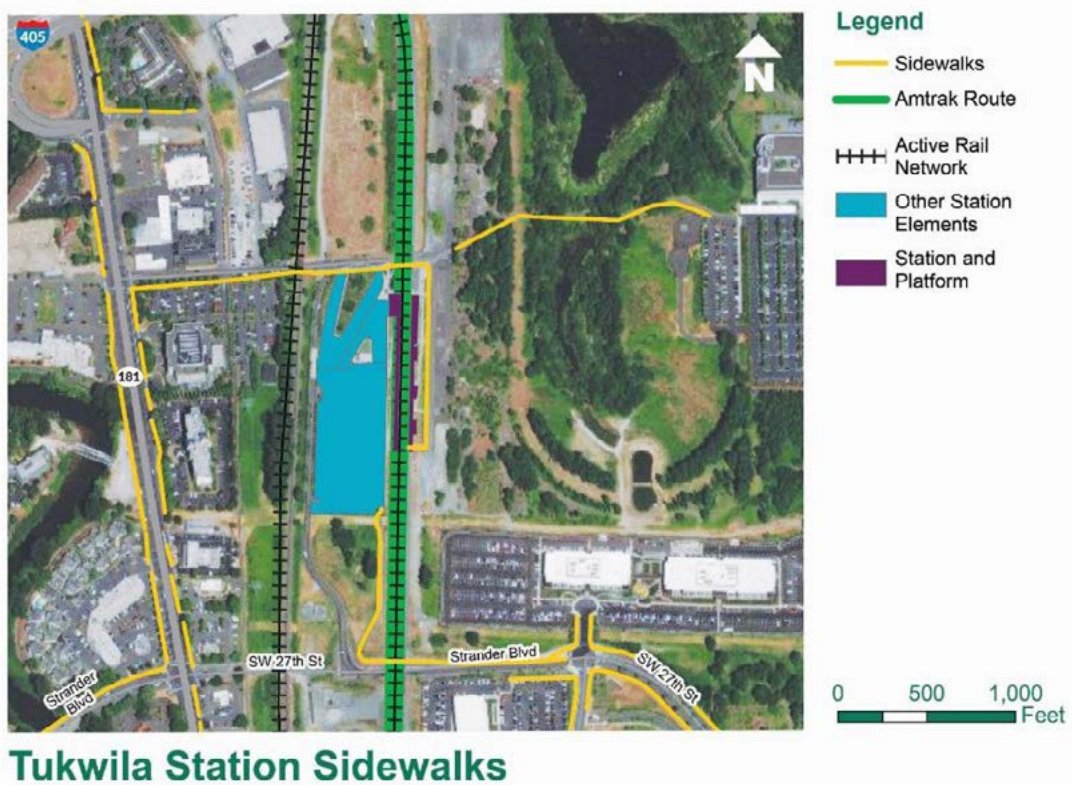 405
N
181
SW 27th St
Strander Blvd
SW 27th St
Strander
Blvd
Legend
Sidewalks
Amtrak Route
Active Rail
Network
Other Station
Elements
Station and
Platform
0 500 1,000
Feet
Tukwila Station Sidewalks